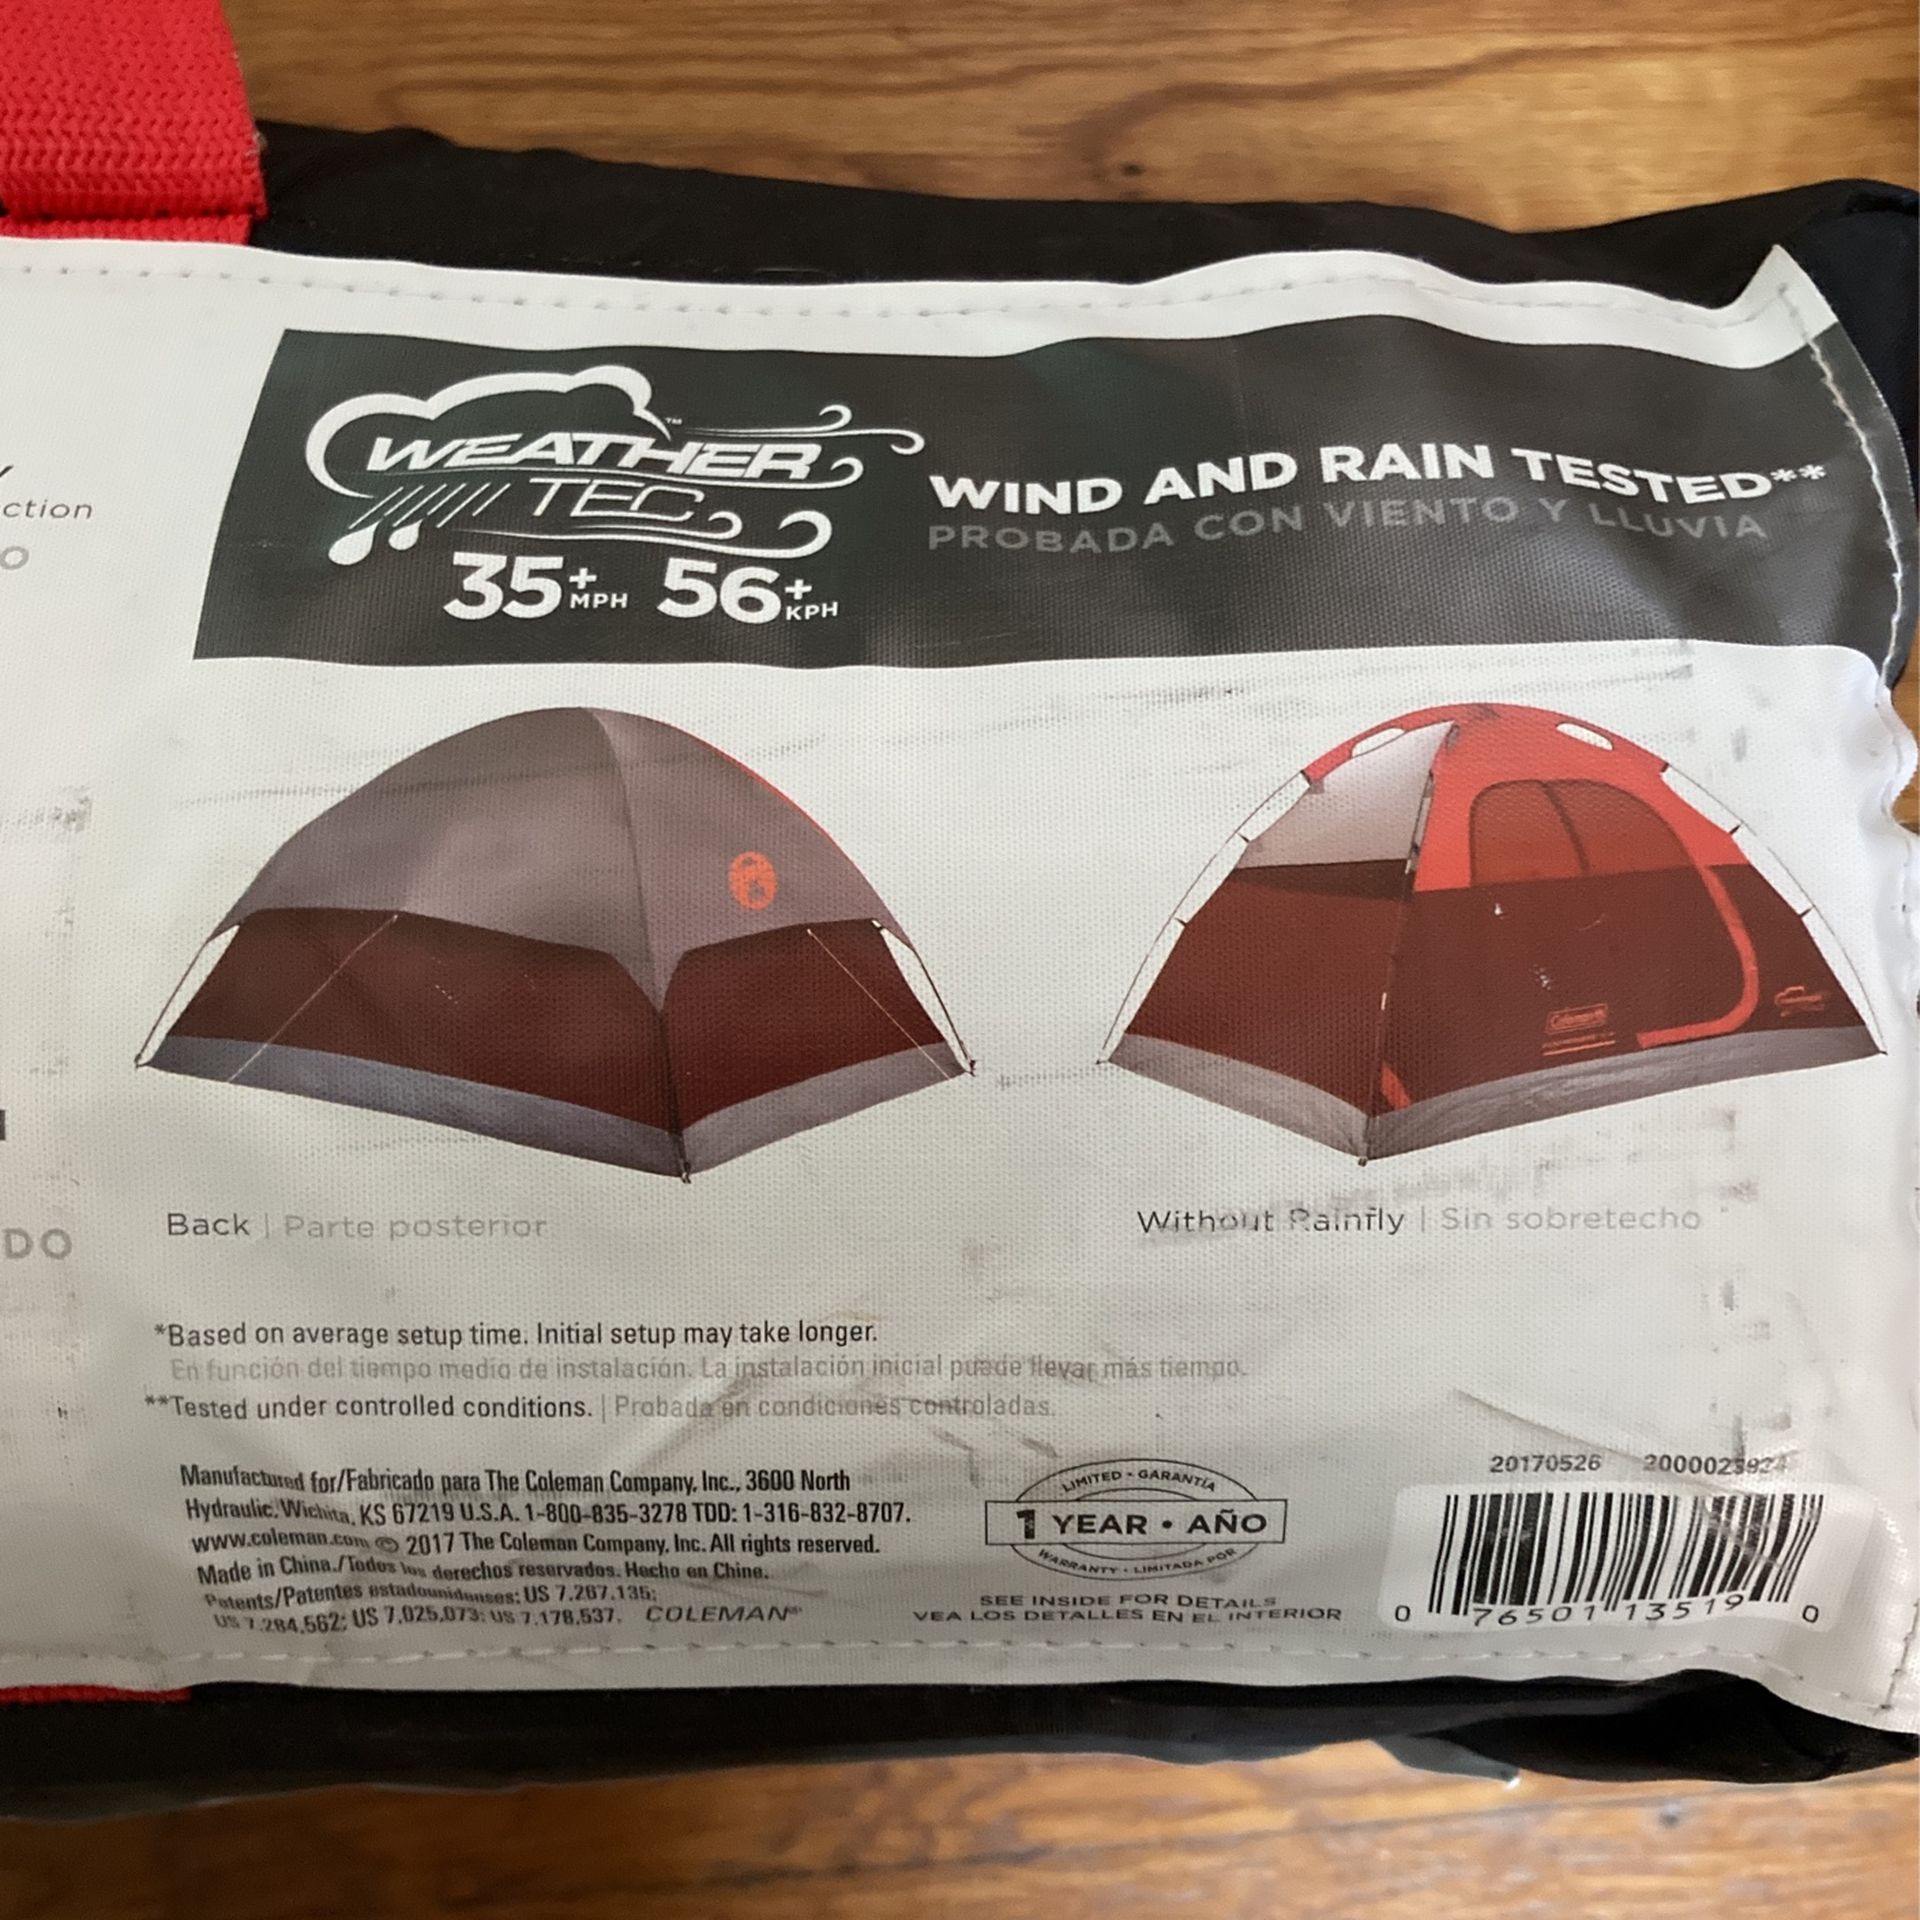 ction
O
DO
WEATHER™
TEC
35+ MPH 56+ KPH
WIND AND RAIN TESTED**
PROBADA CON VIENTO Y LLUVIA
Coleman
Back | Parte posterior
Without Rainfly | Sin sobretecho
*Based on average setup time. Initial setup may take longer.
En función del tiempo medio de instalación. La instalación inicial puede llevar más tiempo.
**Tested under controlled conditions. | Probada en condiciones controladas.
Manufactured for/Fabricado para The Coleman Company, Inc., 3600 North
Hydraulic, Wichita, KS 67219 U.S.A. 1-800-835-3278 TDD: 1-316-832-8707.
www.coleman.com © 2017 The Coleman Company, Inc. All rights reserved.
Made in China./Todos los derechos reservados. Hecho en China.
Patents/Patentes estadounidenses: US 7,267,135;
US 7,284,562; US 7,025,073; US 7,178,537. COLEMAN®
LIMITED - GARANTÍA
1 YEAR • AÑO
WARRANTY - LIMITADA POR
SEE INSIDE FOR DETAILS
VEA LOS DETALLES EN EL INTERIOR
20170526
0 76501 13519 0